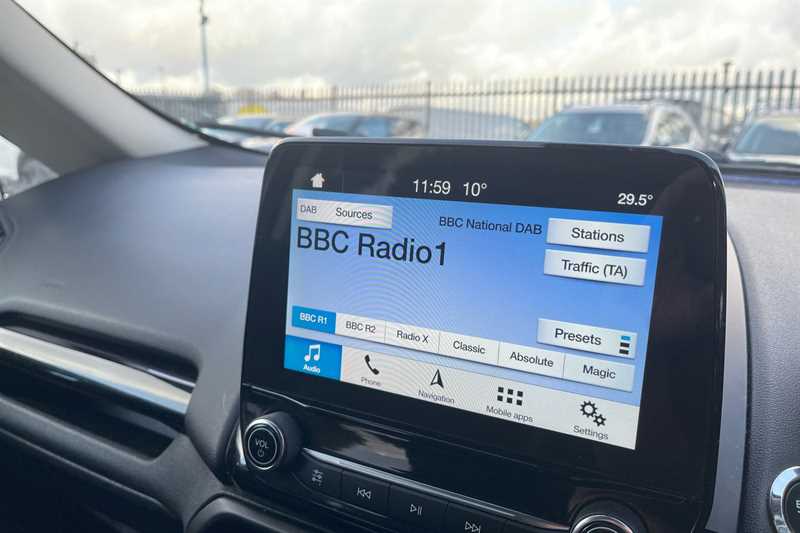 11:59 10°
29.5°
DAB Sources
BBC National DAB
Stations
BBC Radio1
Traffic (TA)
Presets
BBC R1 BBC R2 Radio X Classic Absolute Magic
Audio Phone Navigation Mobile apps Settings
VOL